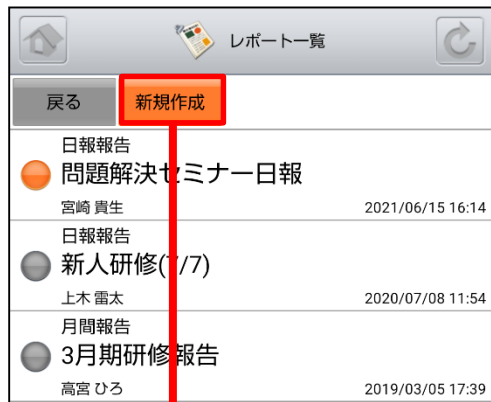 レポート一覧
戻る 新規作成
日報報告
問題解決セミナー日報
宮崎 貴生 2021/06/15 16:14
日報報告
新人研修(7/7)
上木 雷太 2020/07/08 11:54
月間報告
3月期研修報告
高宮 ひろ 2019/03/05 17:39